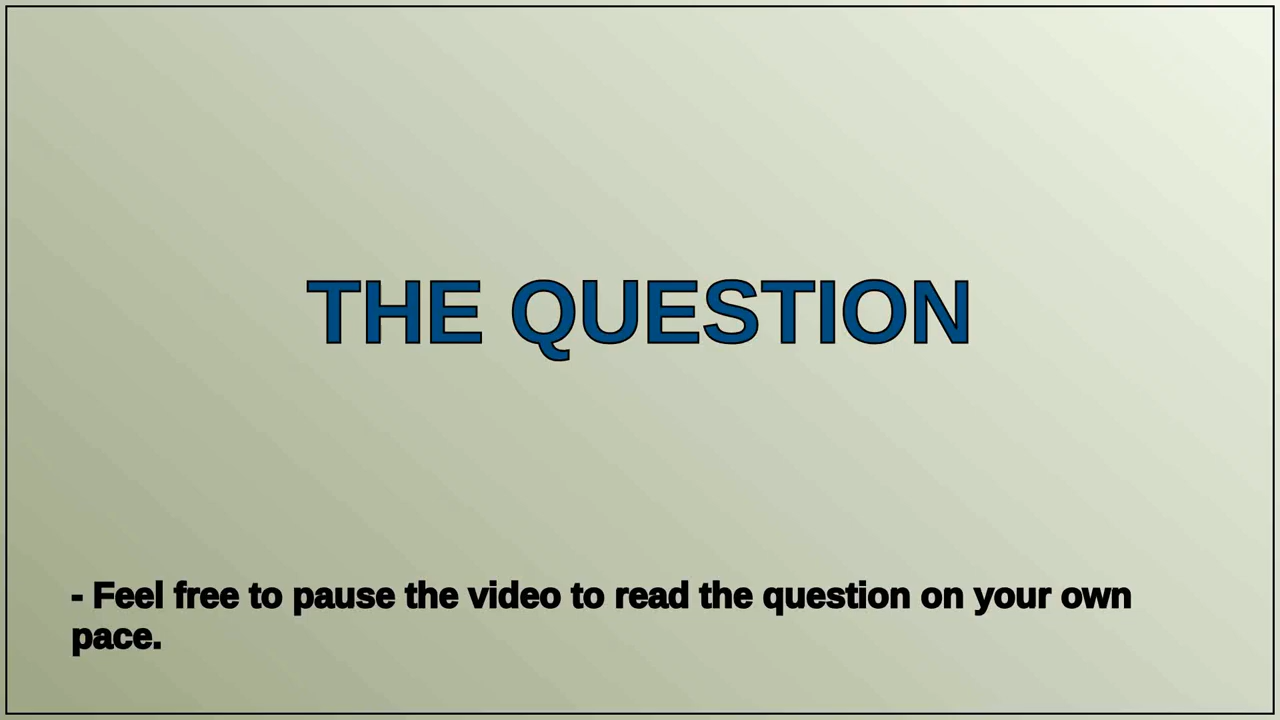 THE QUESTION
- Feel free to pause the video to read the question on your own
pace.